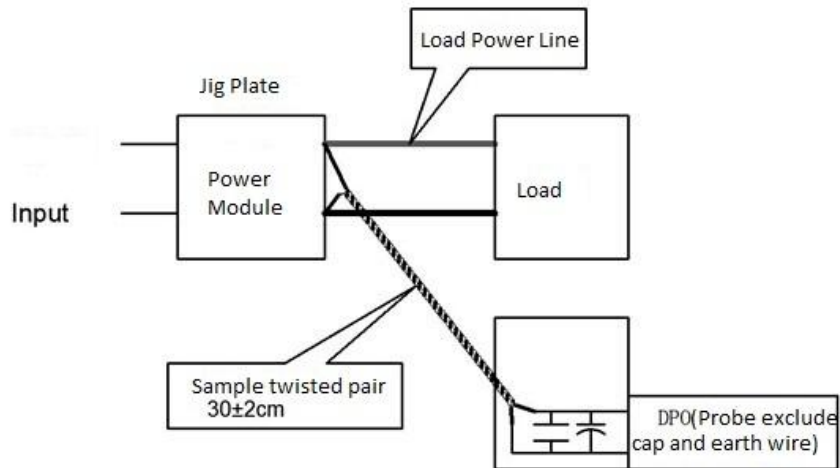 Load Power Line
Jig Plate
Power
Module
Load
Input
Sample twisted pair
30±2cm
DPO(Probe exclude
cap and earth wire)